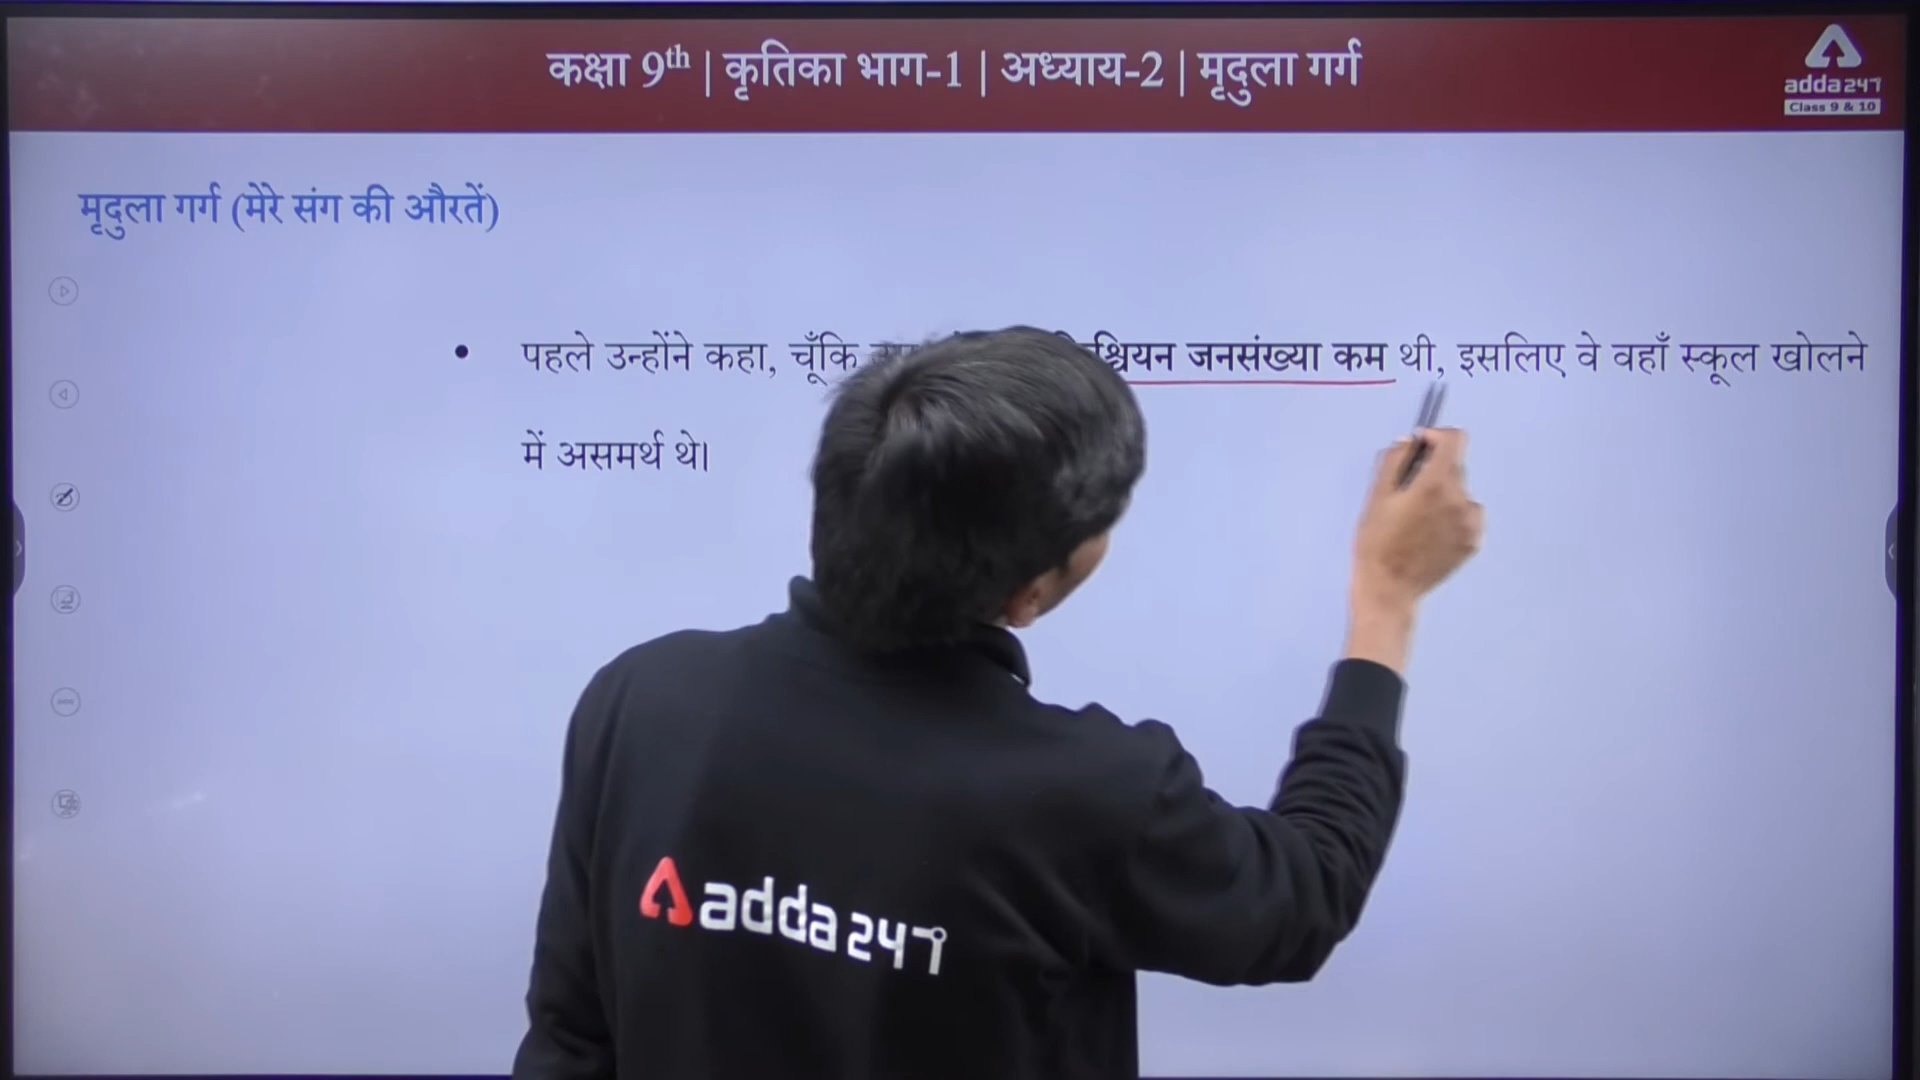 कक्षा 9th | कृतिका भाग-1 | अध्याय-2 | मृदुला गर्ग
adda247
Class 9 & 10
मृदुला गर्ग (मेरे संग की औरतें)
• पहले उन्होंने कहा, चूँकि जनसंख्या कम थी, इसलिए वे वहाँ स्कूल खोलने
में असमर्थ थे।
adda247